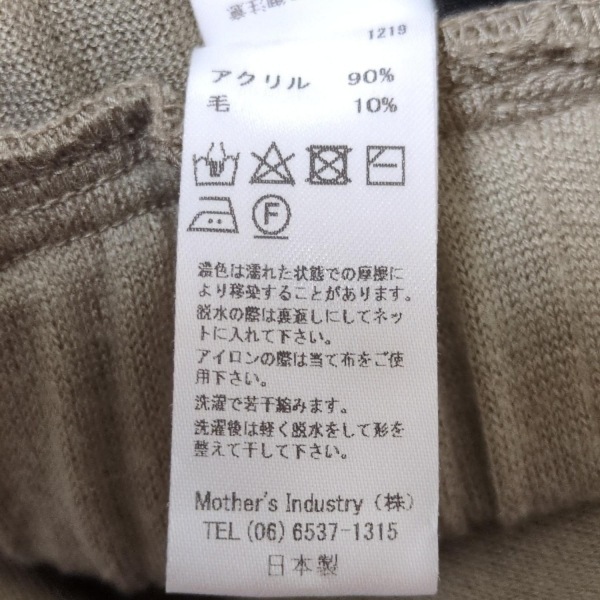 1219
アクリル 90%
毛 10%
F
濃色は濡れた状態での摩擦に
より移染することがあります。
脱水の際は裏返しにしてネッ
トに入れて下さい。
アイロンの際は当て布をご使
用下さい。
洗濯で若干縮みます。
洗濯後は軽く脱水をして形を
整えて干して下さい。
Mother's Industry（株）
TEL (06) 6537-1315
日本製